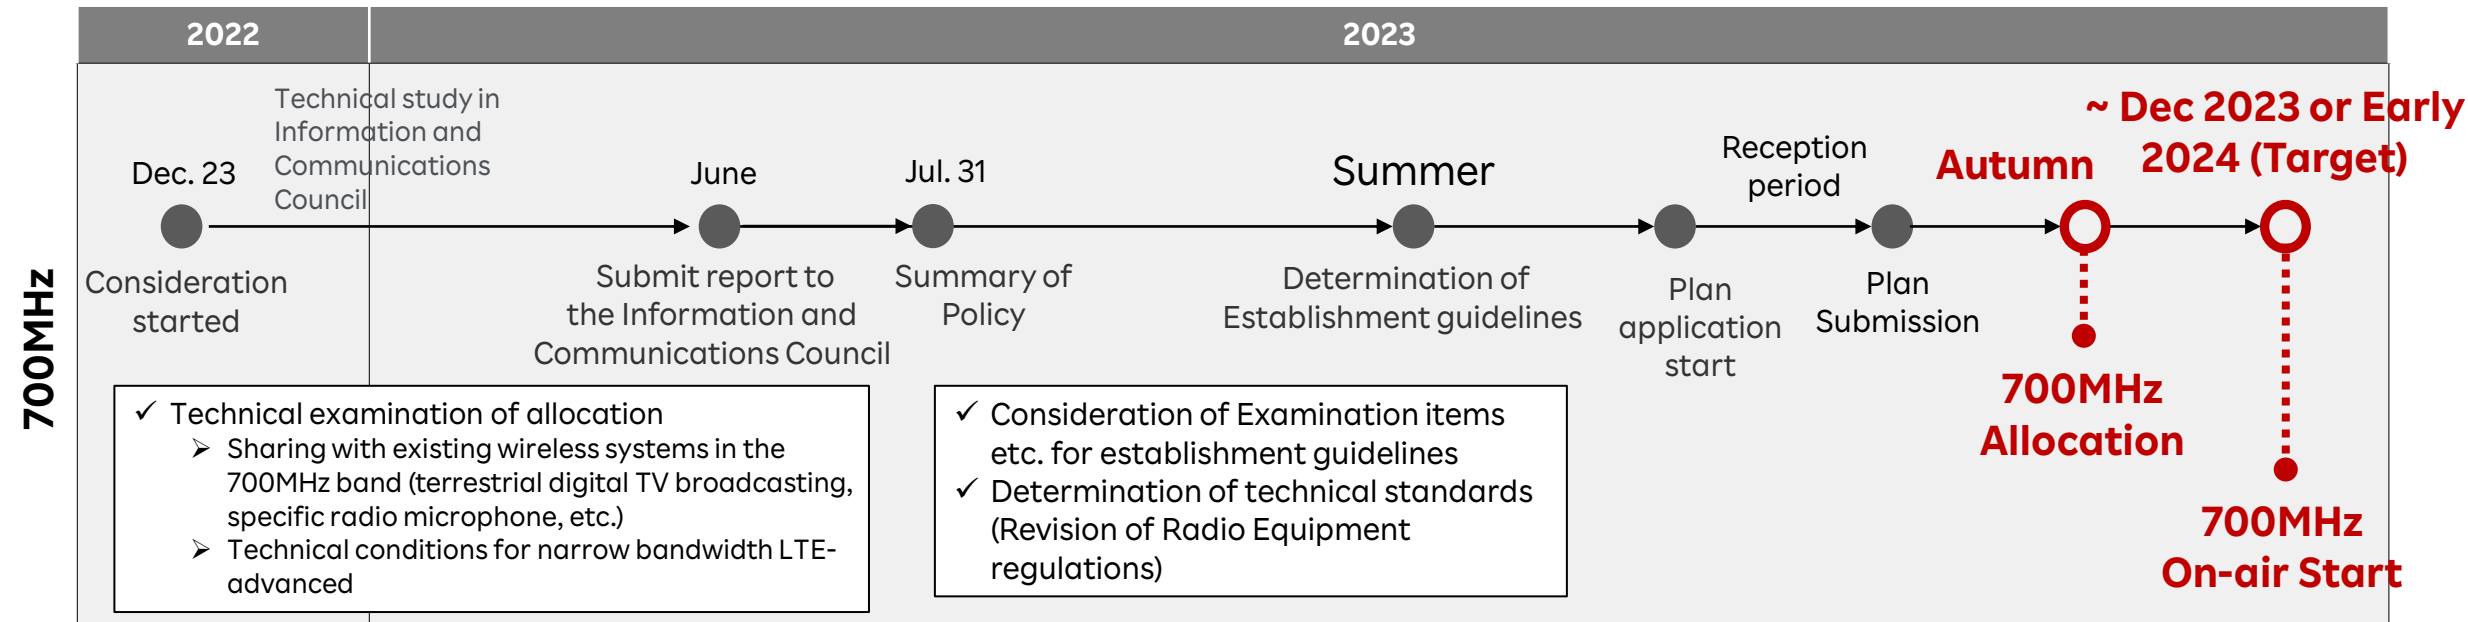 2022
2023
700MHz
Technical study in
Information and
Communications
Council
Dec. 23
Consideration
started
June
Submit report to
the Information and
Communications Council
Jul. 31
Summary of
Policy
Summer
Determination of
Establishment guidelines
Plan
application
start
Reception
period
Plan
Submission
Autumn
700MHz
Allocation
~ Dec 2023 or Early
2024 (Target)
700MHz
On-air Start
✓ Technical examination of allocation
➢ Sharing with existing wireless systems in the
700MHz band (terrestrial digital TV broadcasting,
specific radio microphone, etc.)
➢ Technical conditions for narrow bandwidth LTE-
advanced
✓ Consideration of Examination items
etc. for establishment guidelines
✓ Determination of technical standards
(Revision of Radio Equipment
regulations)